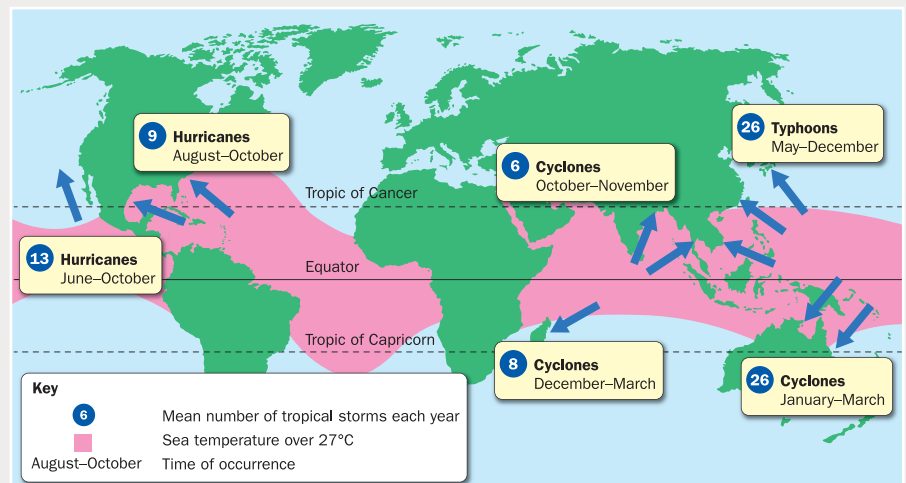 9 Hurricanes
August–October
26 Typhoons
May–December
6 Cyclones
October–November
Tropic of Cancer
13 Hurricanes
June–October
Equator
Tropic of Capricorn
8 Cyclones
December–March
26 Cyclones
January–March
Key
6 Mean number of tropical storms each year
Sea temperature over 27°C
August–October Time of occurrence